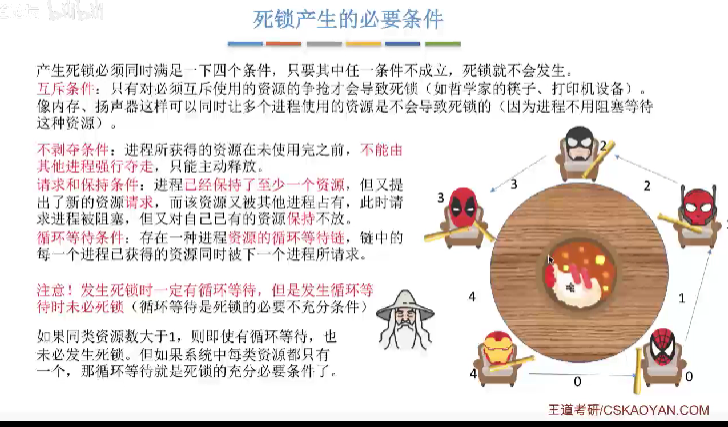 死锁产生的必要条件
产生死锁必须同时满足一下四个条件，只要其中任一条件不成立，死锁就不会发生。
互斥条件：只有对必须互斥使用的资源的争抢才会导致死锁（如哲学家的筷子、打印机设备）。
像内存、扬声器这样可以同时让多个进程使用的资源是不会导致死锁的（因为进程不用阻塞等待
这种资源）。
不剥夺条件：进程所获得的资源在未使用完之前，不能由
其他进程强行夺走，只能主动释放。
请求和保持条件：进程已经保持了至少一个资源，但又提
出了新的资源请求，而该资源又被其他进程占有，此时请
求进程被阻塞，但又对自己已有的资源保持不放。
循环等待条件：存在一种进程资源的循环等待链，链中的
每一个进程已获得的资源同时被下一个进程所请求。
注意！发生死锁时一定有循环等待，但是发生循环等
待时未必死锁（循环等待是死锁的必要不充分条件）
如果同类资源数大于1，则即使有循环等待，也
未必发生死锁。但如果系统中每类资源都只有
一个，那循环等待就是死锁的充分必要条件了。
2
3
2
3
4
1
4
0
0
王道考研/CSKAOYAN.COM